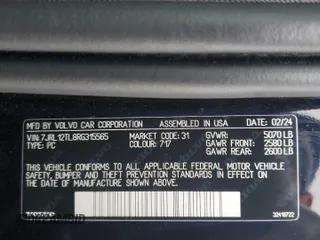 MFD BY VOLVO CAR CORPORATION ASSEMBLED IN USA DATE: 02/24
VIN: 7JRL12TL8RG315565 MARKET CODE: 31 GVWR: 5070 LB
TYPE: PC COLOUR: 717 GAWR FRONT: 2580 LB
GAWR REAR: 2600 LB
THIS VEHICLE CONFORMS TO ALL APPLICABLE FEDERAL MOTOR VEHICLE
SAFETY, BUMPER, AND THEFT PREVENTION STANDARDS IN EFFECT
ON THE DATE OF MANUFACTURE SHOWN ABOVE.
VOLVO 32418722